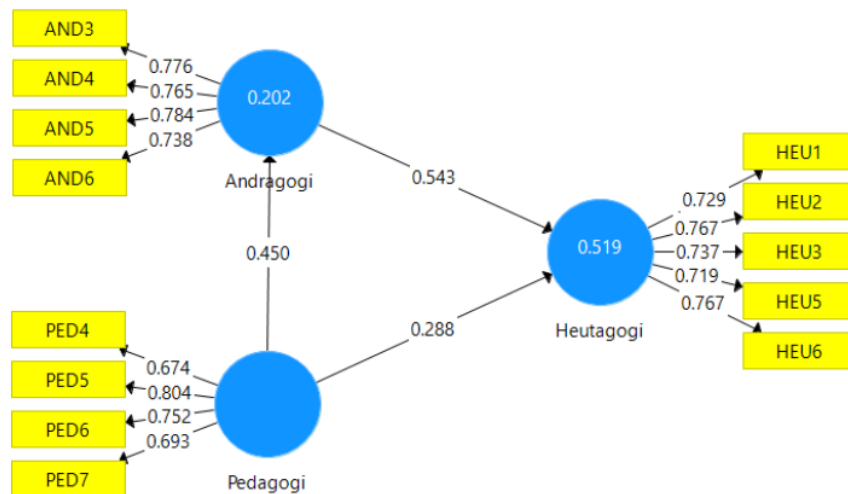 AND3
AND4
AND5
AND6
0.776
0.765
0.784
0.738
0.202
Andragogi
0.543
0.450
0.288
HEU1
HEU2
HEU3
HEU5
HEU6
0.729
0.767
0.737
0.719
0.767
0.519
Heutagogi
PED4
PED5
PED6
PED7
0.674
0.804
0.752
0.693
Pedagogi